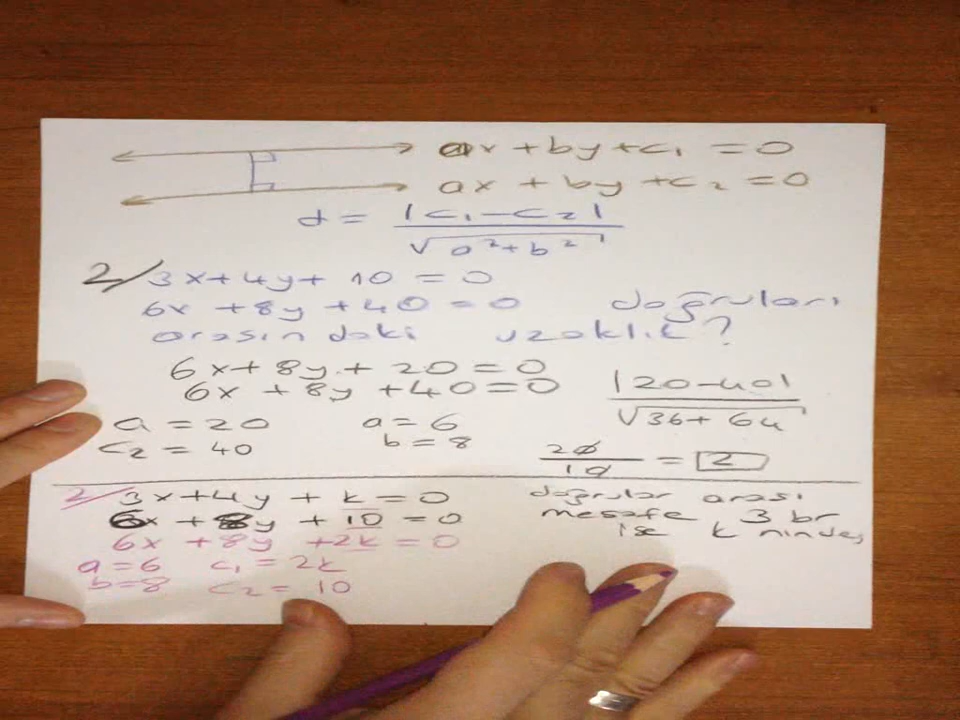 ax + by + c₁ = 0
ax + by + c₂ = 0
d = |c₁ - c₂| / √a² + b²
2/ 3x + 4y + 10 = 0
6x + 8y + 40 = 0 doğruları
arasındaki uzaklık?
6x + 8y + 20 = 0
6x + 8y + 40 = 0
|20 - 40| / √36 + 64
a = 20 a = 6
c₂ = 40 b = 8
20 / 10 = 2
2/ 3x + 4y + k = 0 doğrular arası
6x + 8y + 10 = 0 mesafe 3 br
6x + 8y + 2k = 0 ise k
a = 6 c₁ = 2k
b = 8 c₂ = 10